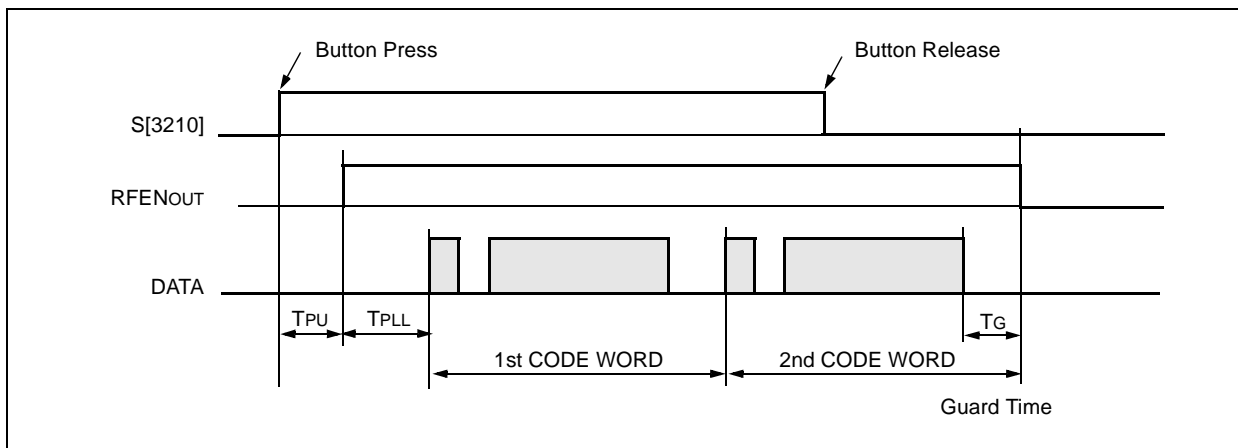 Button Press
Button Release
S[3210]
RFENOUT
DATA
TPU
TPLL
TG
1st CODE WORD
2nd CODE WORD
Guard Time